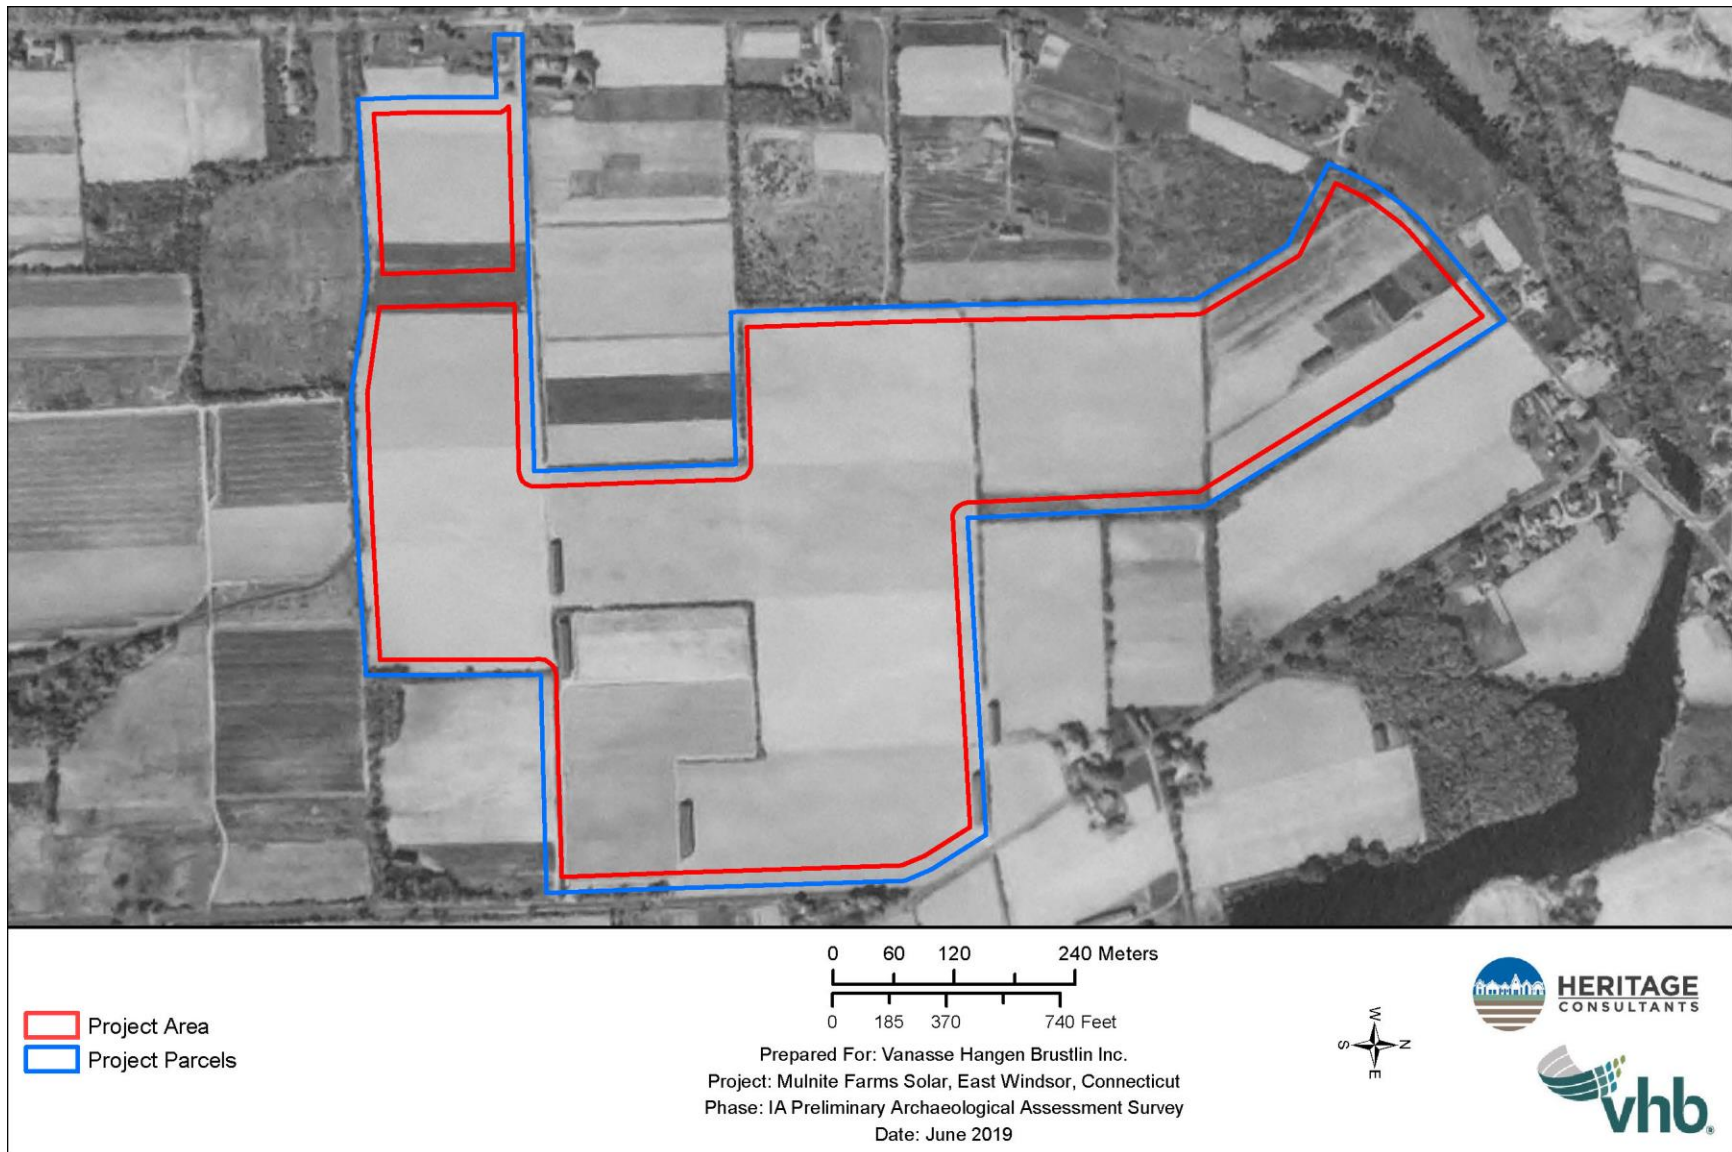 Project Area
Project Parcels
0 60 120 240 Meters
0 185 370 740 Feet
Prepared For: Vanasse Hangen Brustlin Inc.
Project: Mulnite Farms Solar, East Windsor, Connecticut
Phase: IA Preliminary Archaeological Assessment Survey
Date: June 2019
W
S N
E
HERITAGE
CONSULTANTS
vhb®